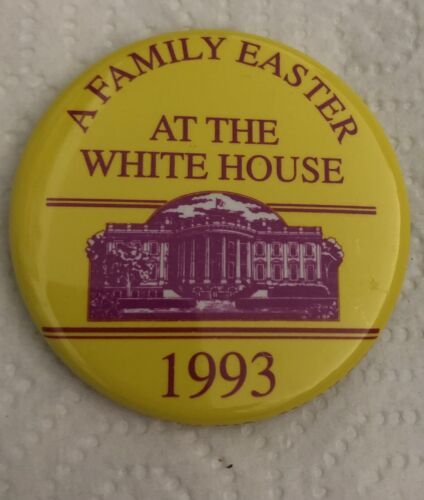 A FAMILY EASTER
AT THE
WHITE HOUSE
1993